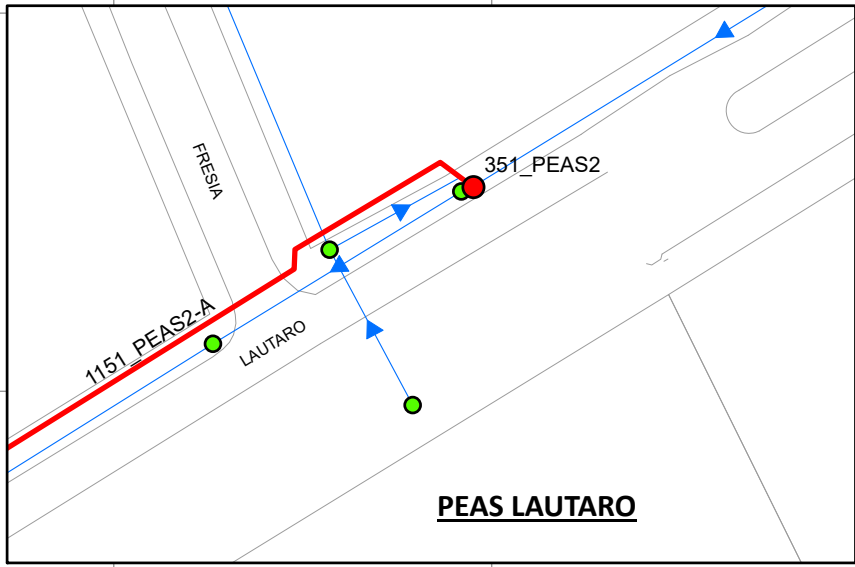 FRESIA
351_PEAS2
1151_PEAS2-A
LAUTARO
PEAS LAUTARO